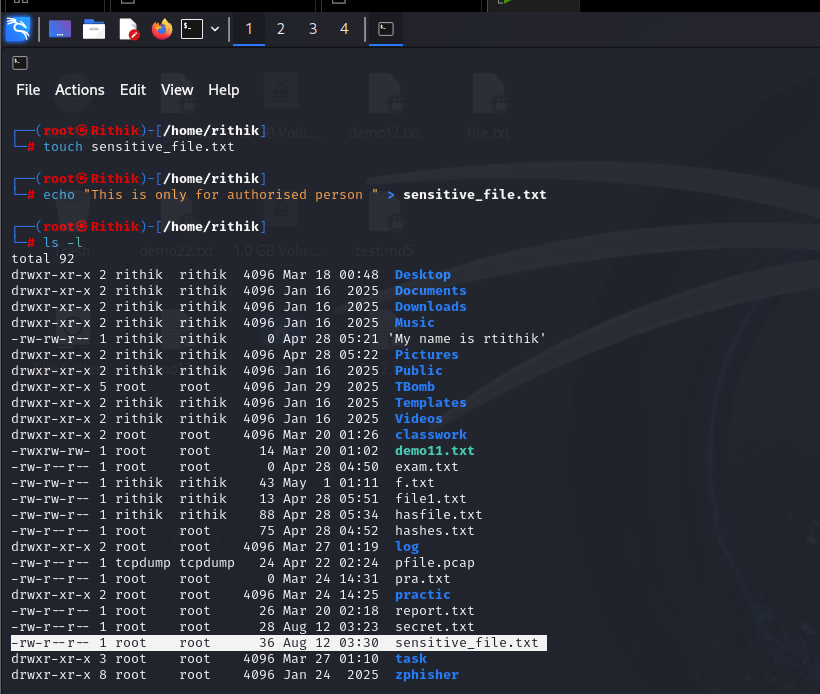 1 2 3 4
File Actions Edit View Help
┌──(root㉿Rithik)-[/home/rithik]
└─# touch sensitive_file.txt
┌──(root㉿Rithik)-[/home/rithik]
└─# echo "This is only for authorised person " > sensitive_file.txt
┌──(root㉿Rithik)-[/home/rithik]
└─# ls -l
total 92
drwxr-xr-x 2 rithik rithik 4096 Mar 18 00:48 Desktop
drwxr-xr-x 2 rithik rithik 4096 Jan 16 2025 Documents
drwxr-xr-x 2 rithik rithik 4096 Jan 16 2025 Downloads
drwxr-xr-x 2 rithik rithik 4096 Jan 16 2025 Music
-rw-rw-r-- 1 rithik rithik 0 Apr 28 05:21 'My name is rtithik'
drwxr-xr-x 2 rithik rithik 4096 Apr 28 05:22 Pictures
drwxr-xr-x 2 rithik rithik 4096 Jan 16 2025 Public
drwxr-xr-x 5 root root 4096 Jan 29 2025 TBomb
drwxr-xr-x 2 rithik rithik 4096 Jan 16 2025 Templates
drwxr-xr-x 2 rithik rithik 4096 Jan 16 2025 Videos
drwxr-xr-x 2 root root 4096 Mar 20 01:26 classwork
-rwxrw-rw- 1 root root 14 Mar 20 01:02 demo11.txt
-rw-r--r-- 1 root root 0 Apr 28 04:50 exam.txt
-rw-rw-r-- 1 rithik rithik 43 May 1 01:11 f.txt
-rw-rw-r-- 1 rithik rithik 13 Apr 28 05:51 file1.txt
-rw-rw-r-- 1 rithik rithik 88 Apr 28 05:34 hasfile.txt
-rw-r--r-- 1 root root 75 Apr 28 04:52 hashes.txt
drwxr-xr-x 2 root root 4096 Mar 27 01:19 log
-rw-r--r-- 1 tcpdump tcpdump 24 Apr 22 02:24 pfile.pcap
-rw-r--r-- 1 root root 0 Mar 24 14:31 pra.txt
drwxr-xr-x 2 root root 4096 Mar 24 14:25 practic
-rw-r--r-- 1 root root 26 Mar 20 02:18 report.txt
-rw-r--r-- 1 root root 28 Aug 12 03:23 secret.txt
-rw-r--r-- 1 root root 36 Aug 12 03:30 sensitive_file.txt
drwxr-xr-x 3 root root 4096 Mar 27 01:10 task
drwxr-xr-x 8 root root 4096 Jan 24 2025 zphisher